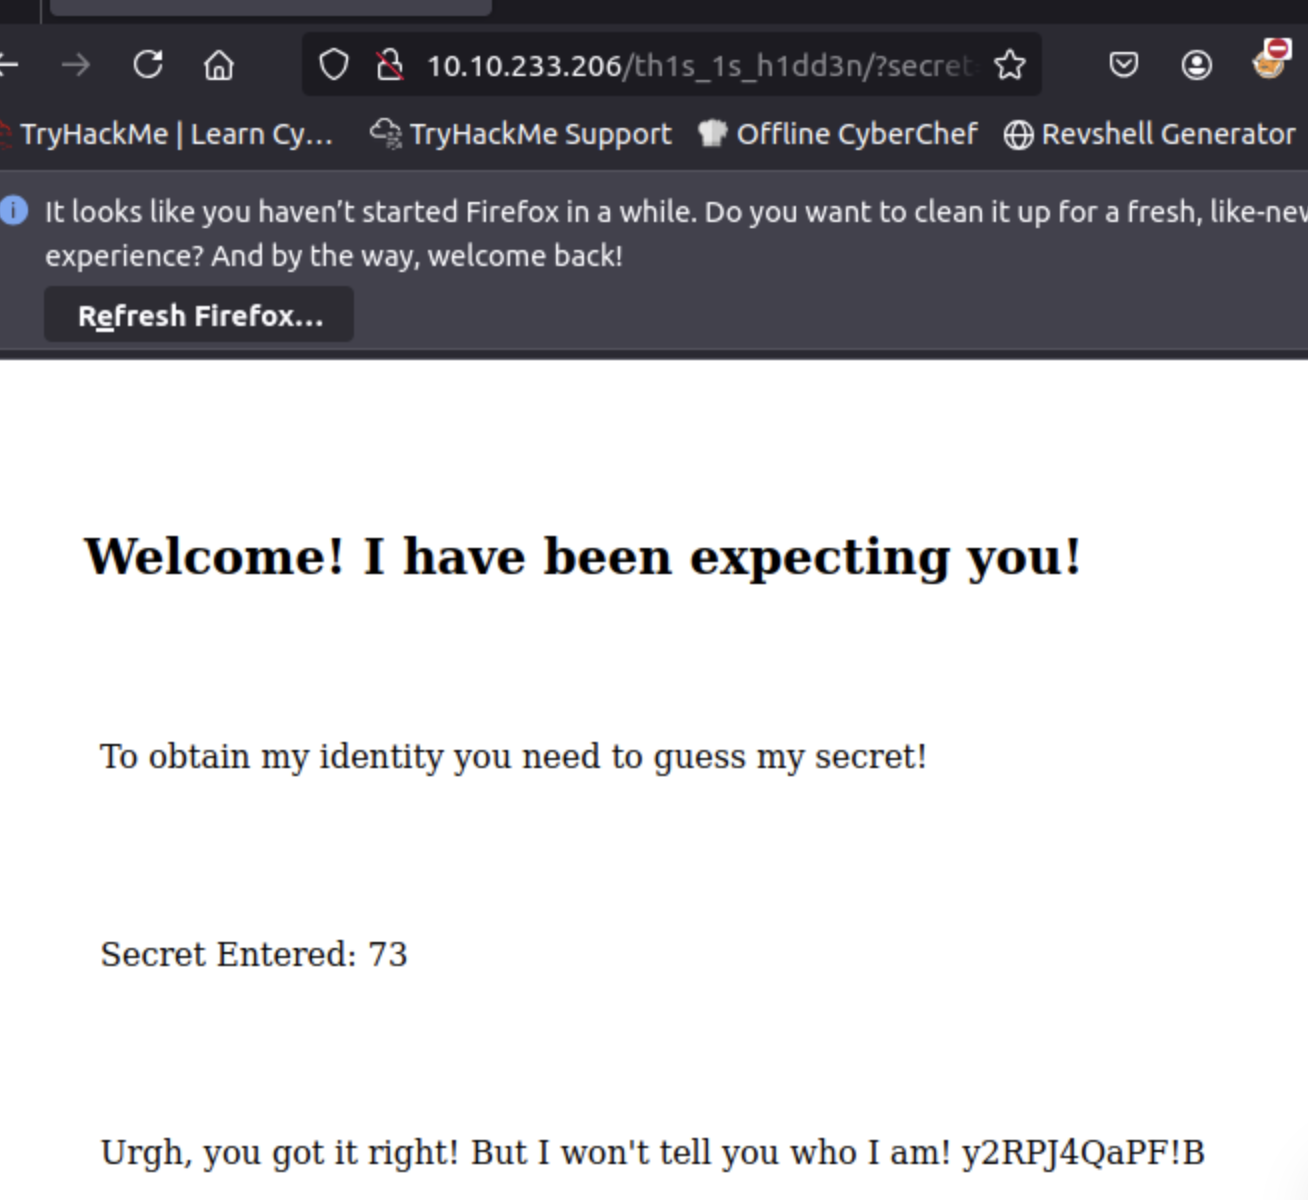 10.10.233.206/th1s_1s_h1dd3n/?secret
TryHackMe | Learn Cy… TryHackMe Support Offline CyberChef Revshell Generator
It looks like you haven’t started Firefox in a while. Do you want to clean it up for a fresh, like-new
experience? And by the way, welcome back!
Refresh Firefox…
Welcome! I have been expecting you!
To obtain my identity you need to guess my secret!
Secret Entered: 73
Urgh, you got it right! But I won't tell you who I am! y2RPJ4QaPF!B